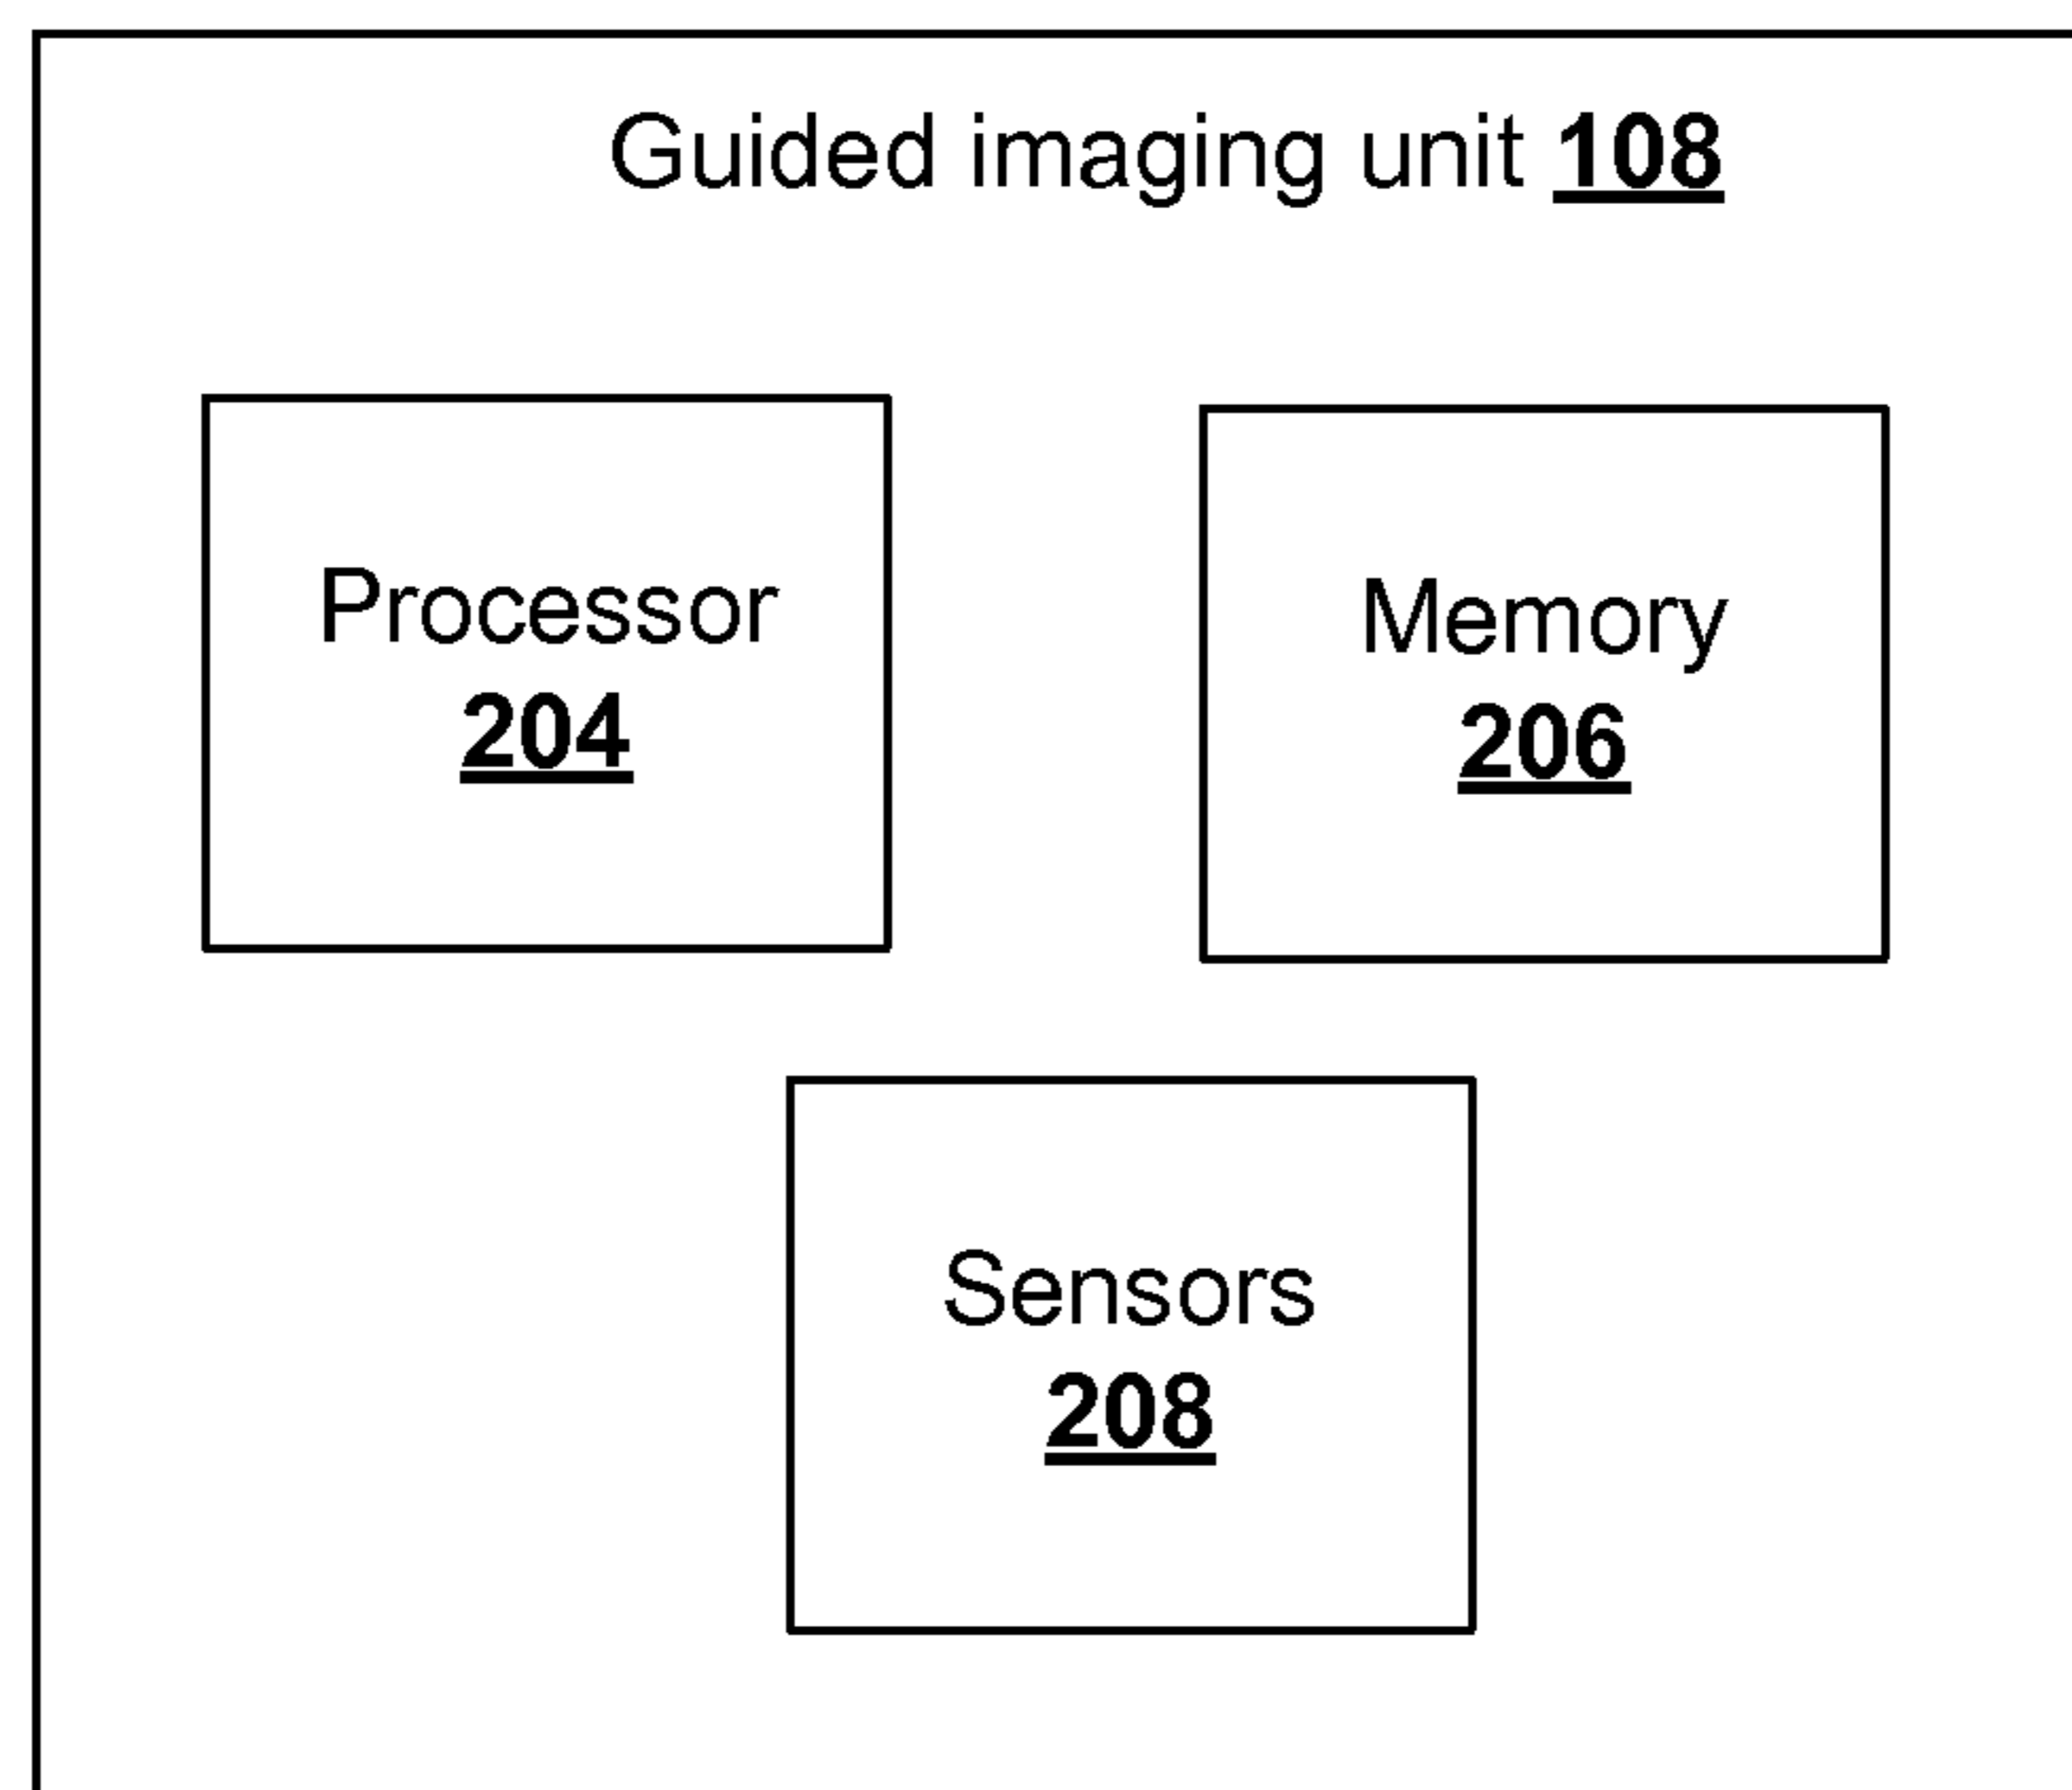 Guided imaging unit 108
Processor
204
Memory
206
Sensors
208